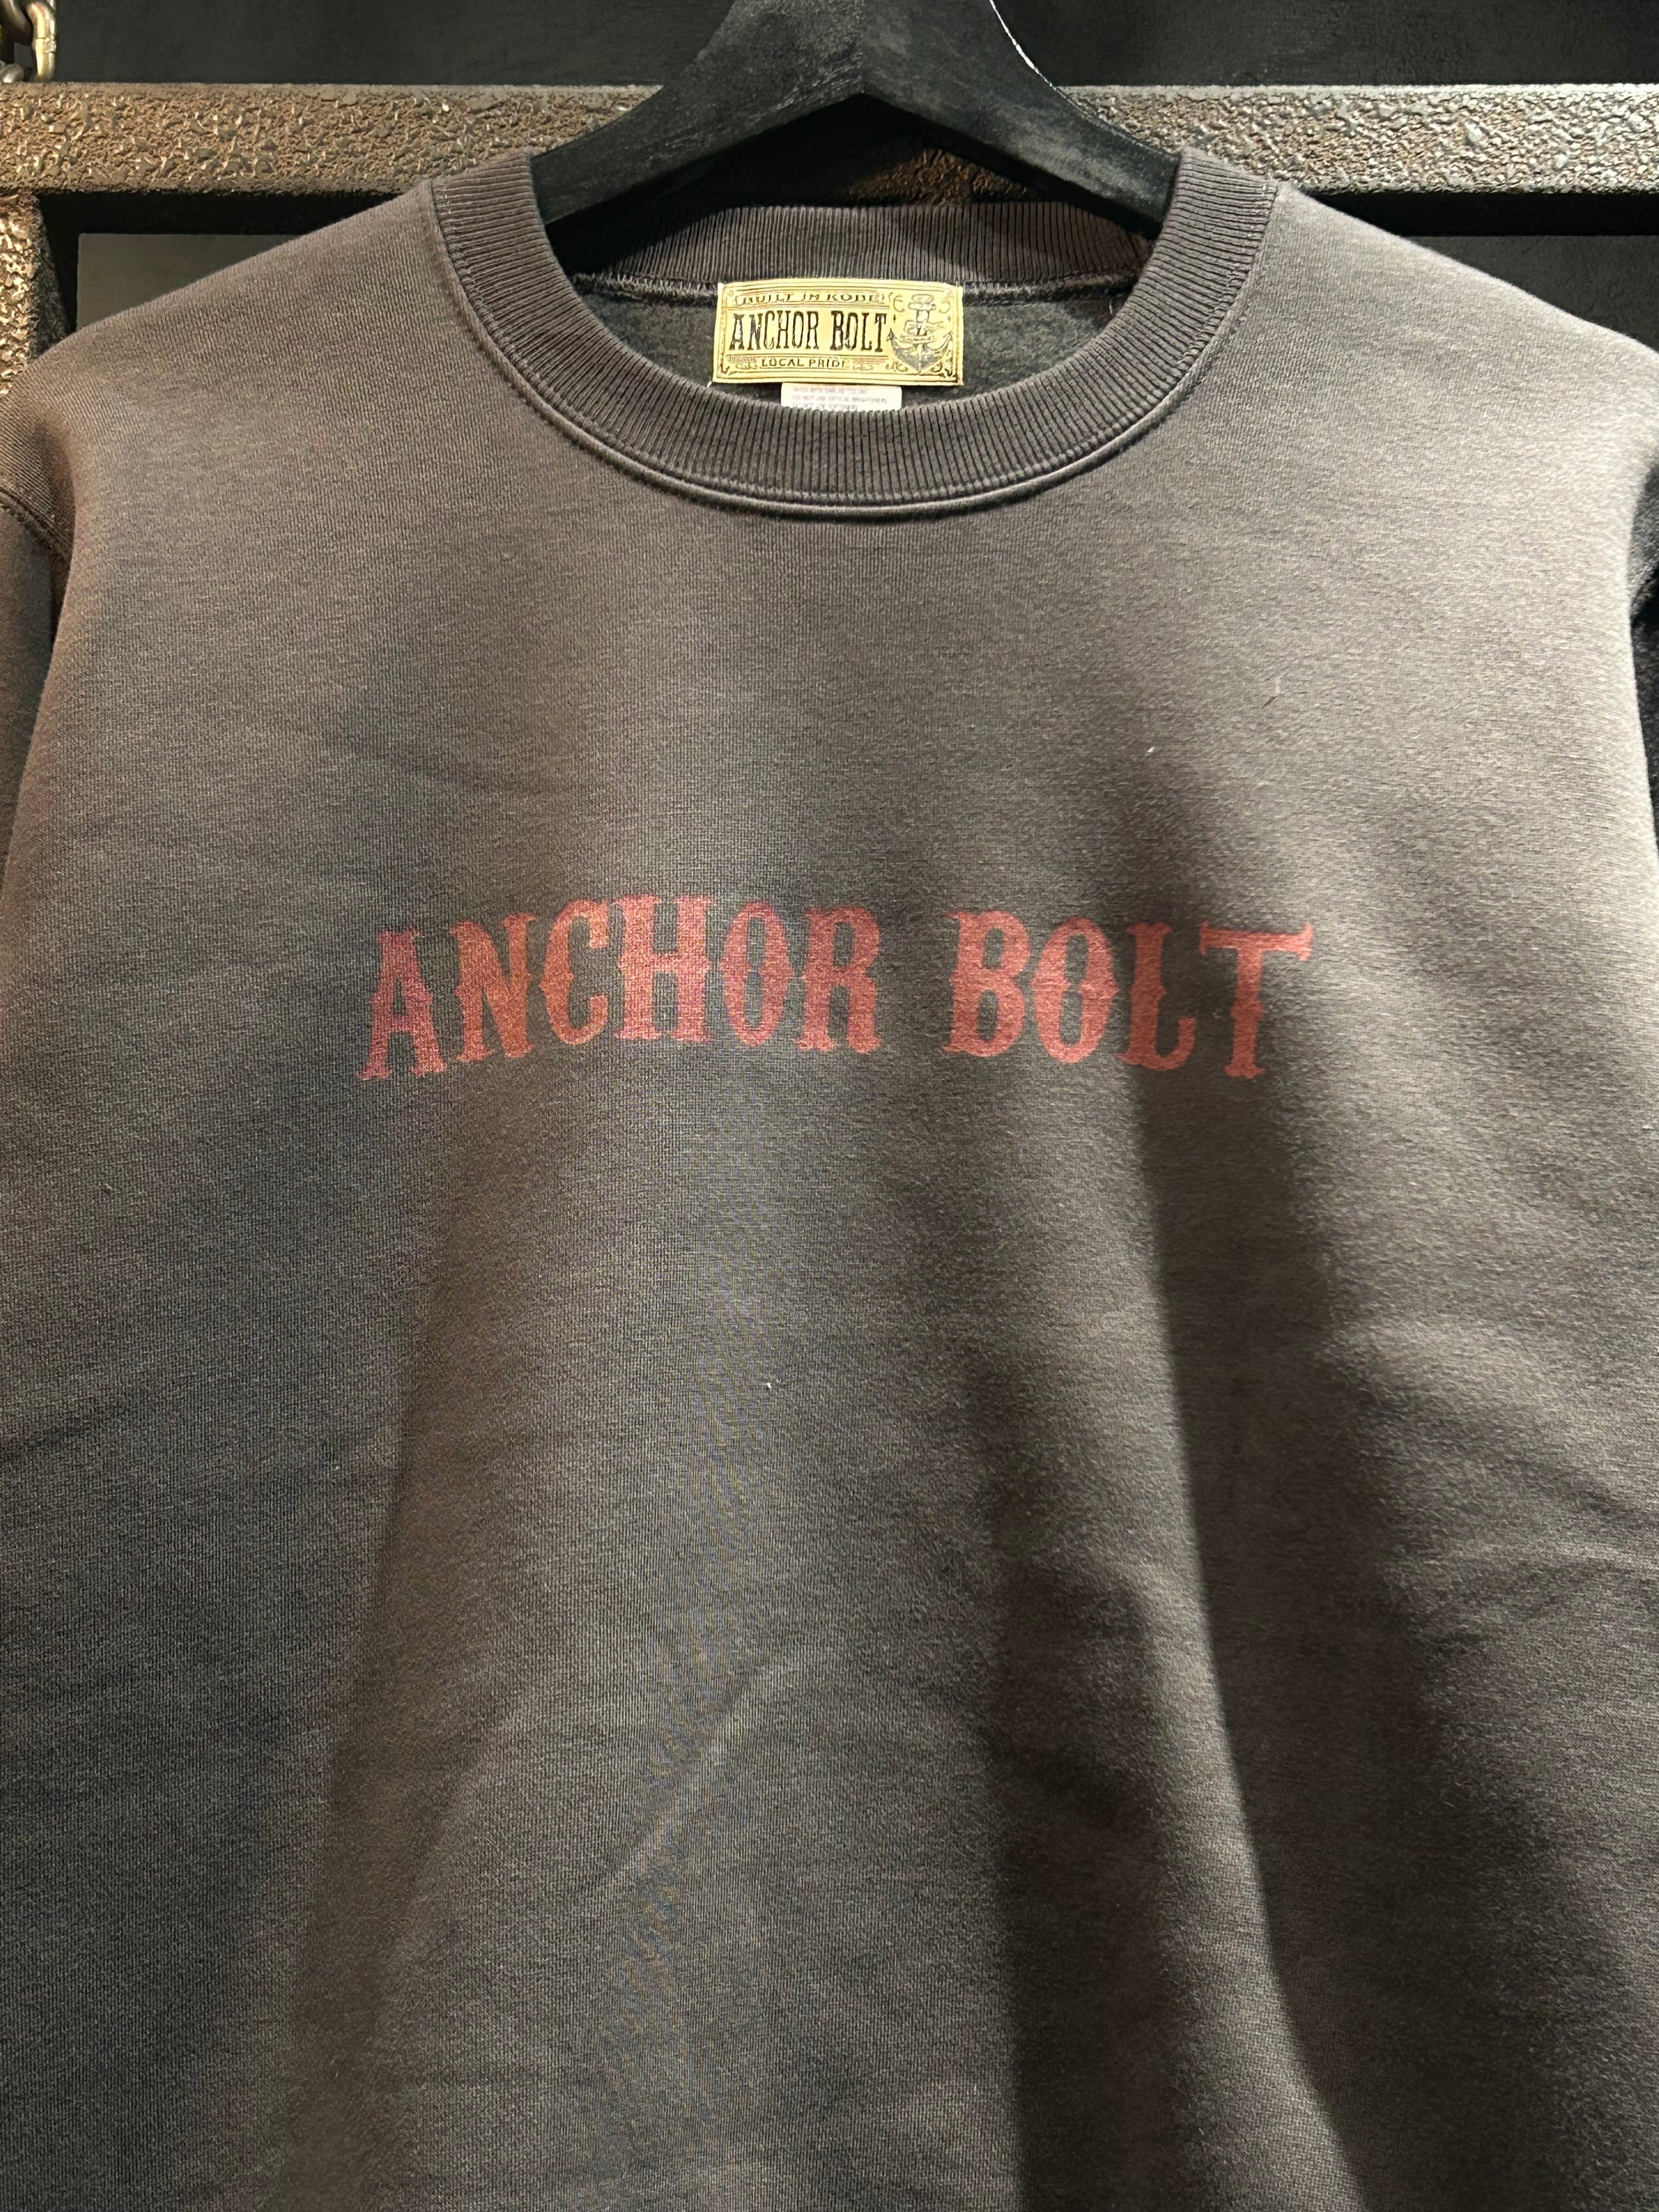 BUILT IN KOBE
ANCHOR BOLT
LOCAL PRIDE
ANCHOR BOLT